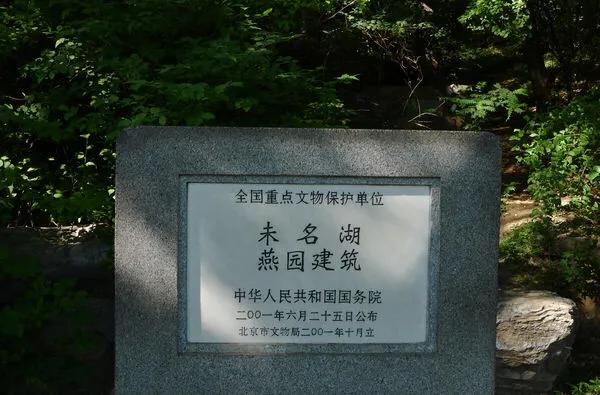 全国重点文物保护单位
未名湖
燕园建筑
中华人民共和国国务院
二〇〇一年六月二十五日公布
北京市文物局二〇〇一年十月立